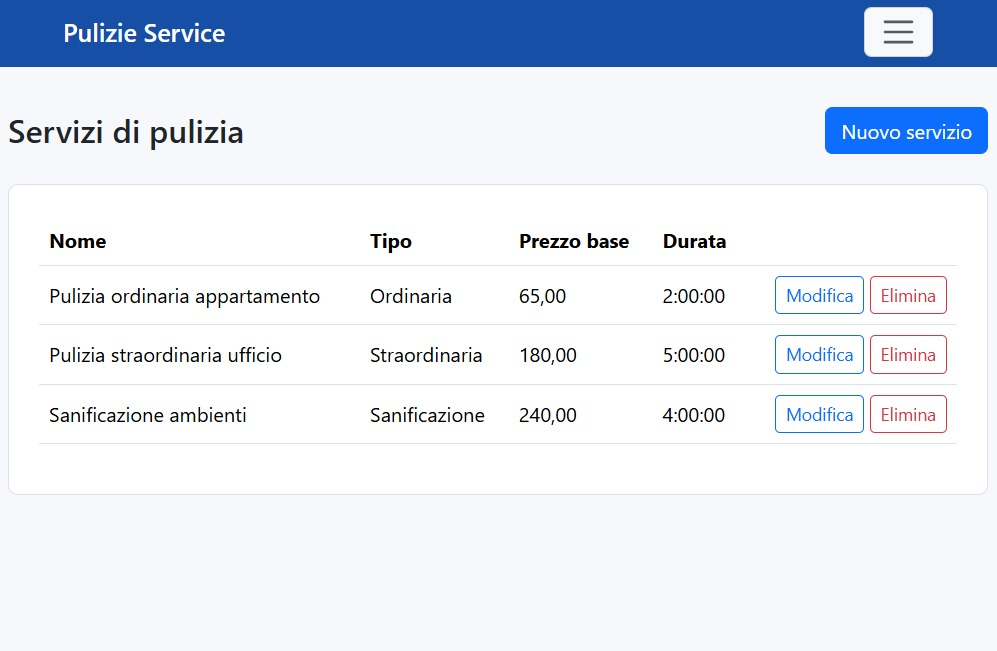 Pulizie Service
Servizi di pulizia
Nuovo servizio
Nome Tipo Prezzo base Durata
Pulizia ordinaria appartamento Ordinaria 65,00 2:00:00 Modifica Elimina
Pulizia straordinaria ufficio Straordinaria 180,00 5:00:00 Modifica Elimina
Sanificazione ambienti Sanificazione 240,00 4:00:00 Modifica Elimina